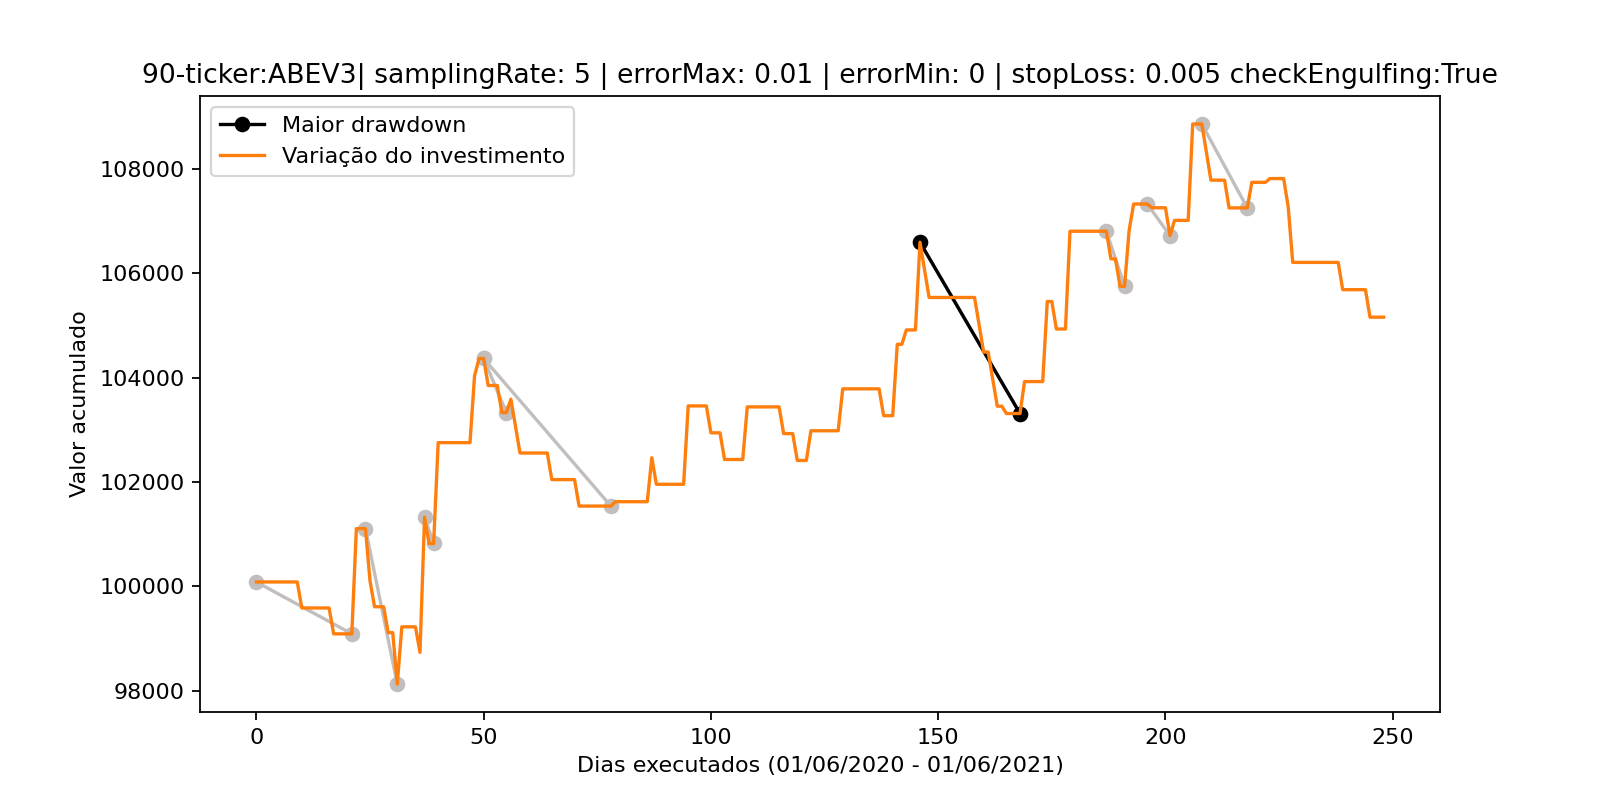 90-ticker:ABEV3| samplingRate: 5 | errorMax: 0.01 | errorMin: 0 | stopLoss: 0.005 checkEngulfing:True
Maior drawdown
Variação do investimento
108000
106000
104000
102000
100000
98000
Valor acumulado
0 50 100 150 200 250
Dias executados (01/06/2020 - 01/06/2021)